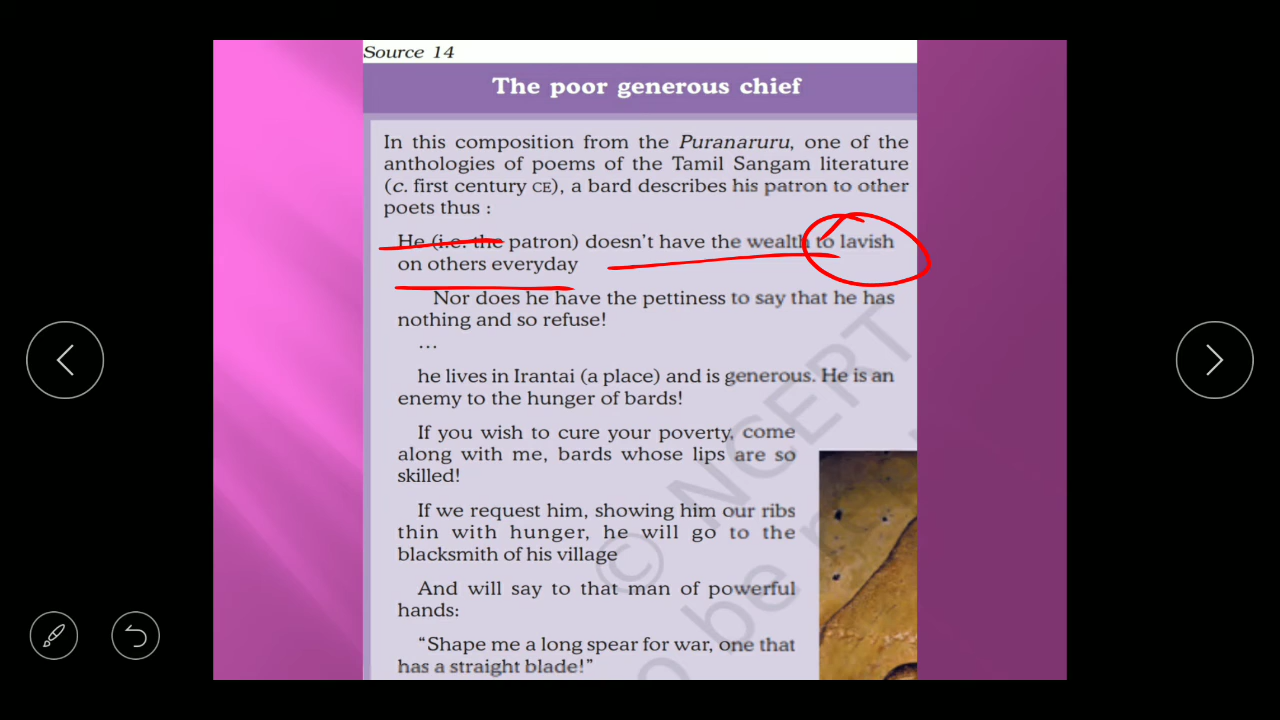 Source 14
The poor generous chief
In this composition from the Puranaruru, one of the
anthologies of poems of the Tamil Sangam literature
(c. first century CE), a bard describes his patron to other
poets thus :
He (i.e. the patron) doesn't have the wealth to lavish
on others everyday
Nor does he have the pettiness to say that he has
nothing and so refuse!
...
he lives in Irantai (a place) and is generous. He is an
enemy to the hunger of bards!
If you wish to cure your poverty, come
along with me, bards whose lips are so
skilled!
If we request him, showing him our ribs
thin with hunger, he will go to the
blacksmith of his village
And will say to that man of powerful
hands:
“Shape me a long spear for war, one that
has a straight blade!”
© NCERT
o be